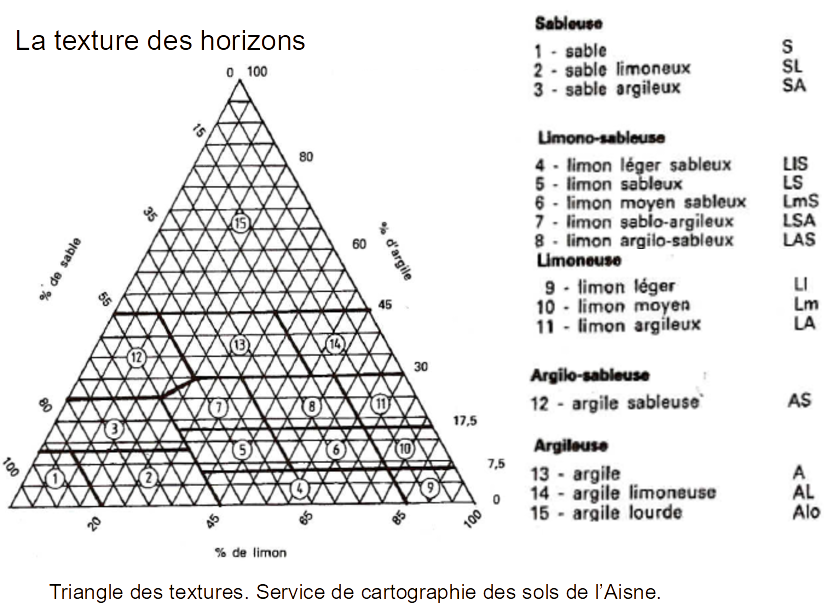 La texture des horizons
0 100
15
80
35
15
60
% de sable
% d'argile
55
45
12
13
14
30
80
7
8
11
17,5
3
5
6
10
100
1
2
4
9
7,5
0
20
45
65
85
100
% de limon
Sableuse
1 - sable S
2 - sable limoneux SL
3 - sable argileux SA
Limono-sableuse
4 - limon léger sableux LlS
5 - limon sableux LS
6 - limon moyen sableux LmS
7 - limon sablo-argileux LSA
8 - limon argilo-sableux LAS
Limoneuse
9 - limon léger Ll
10 - limon moyen Lm
11 - limon argileux LA
Argilo-sableuse
12 - argile sableuse AS
Argileuse
13 - argile A
14 - argile limoneuse AL
15 - argile lourde Alo
Triangle des textures. Service de cartographie des sols de l'Aisne.